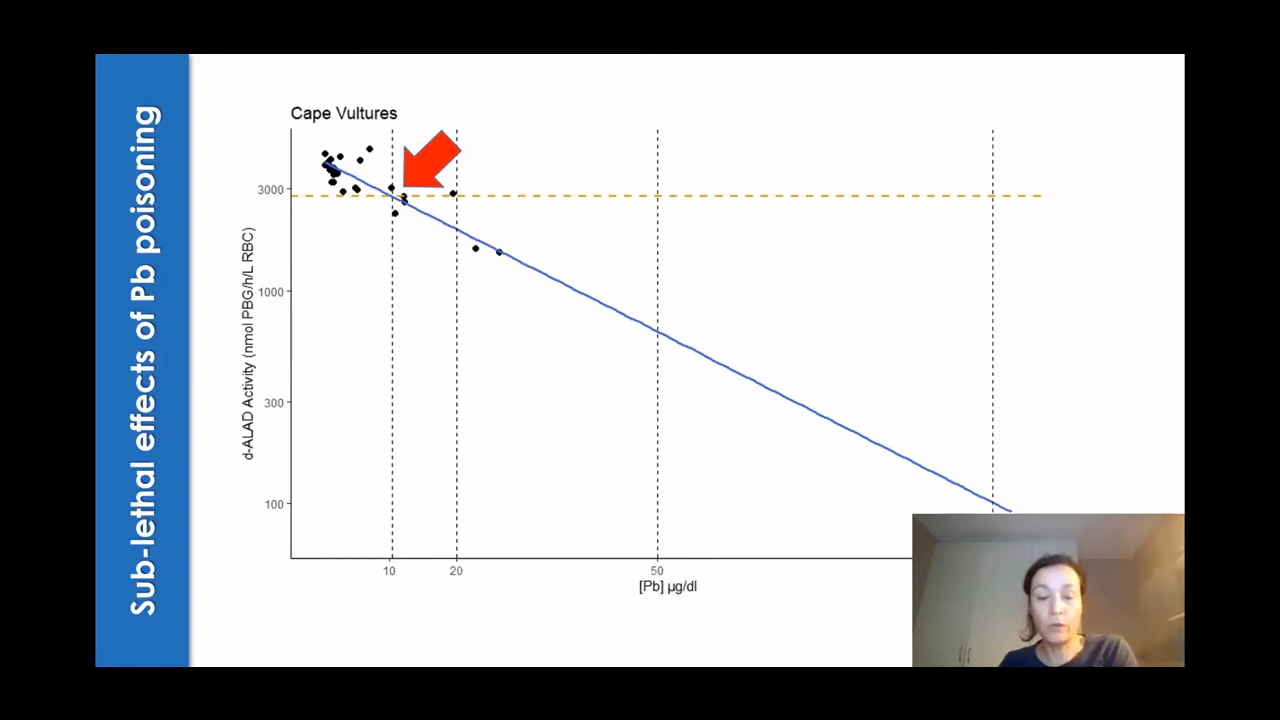 Sub-lethal effects of Pb poisoning
Cape Vultures
d-ALAD Activity (nmol PBG/h/L RBC)
3000
1000
300
100
10
20
50
[Pb] µg/dl